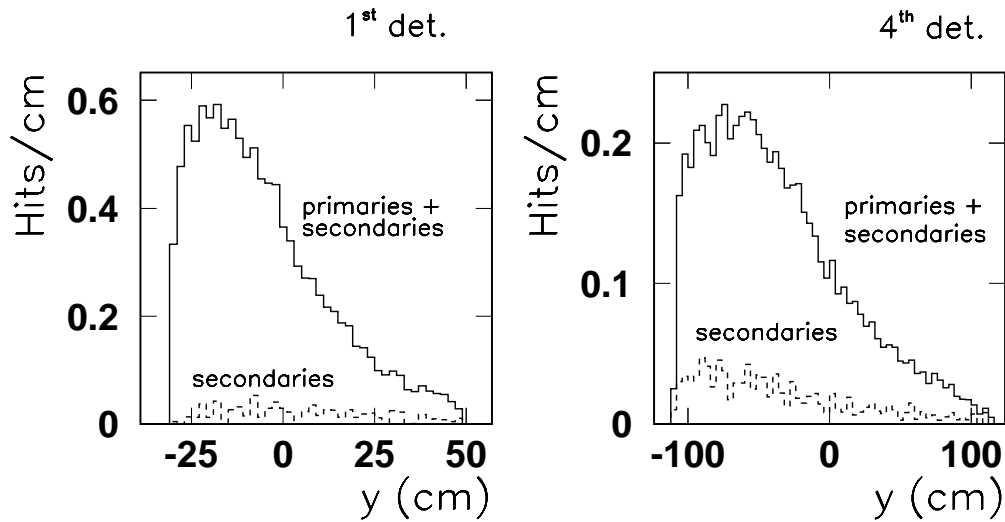 1st det.
Hits/cm
0.6
0.4
0.2
0
primaries +
secondaries
secondaries
-25
0
25
50
y (cm)
4th det.
Hits/cm
0.2
0.1
0
primaries +
secondaries
secondaries
-100
0
100
y (cm)